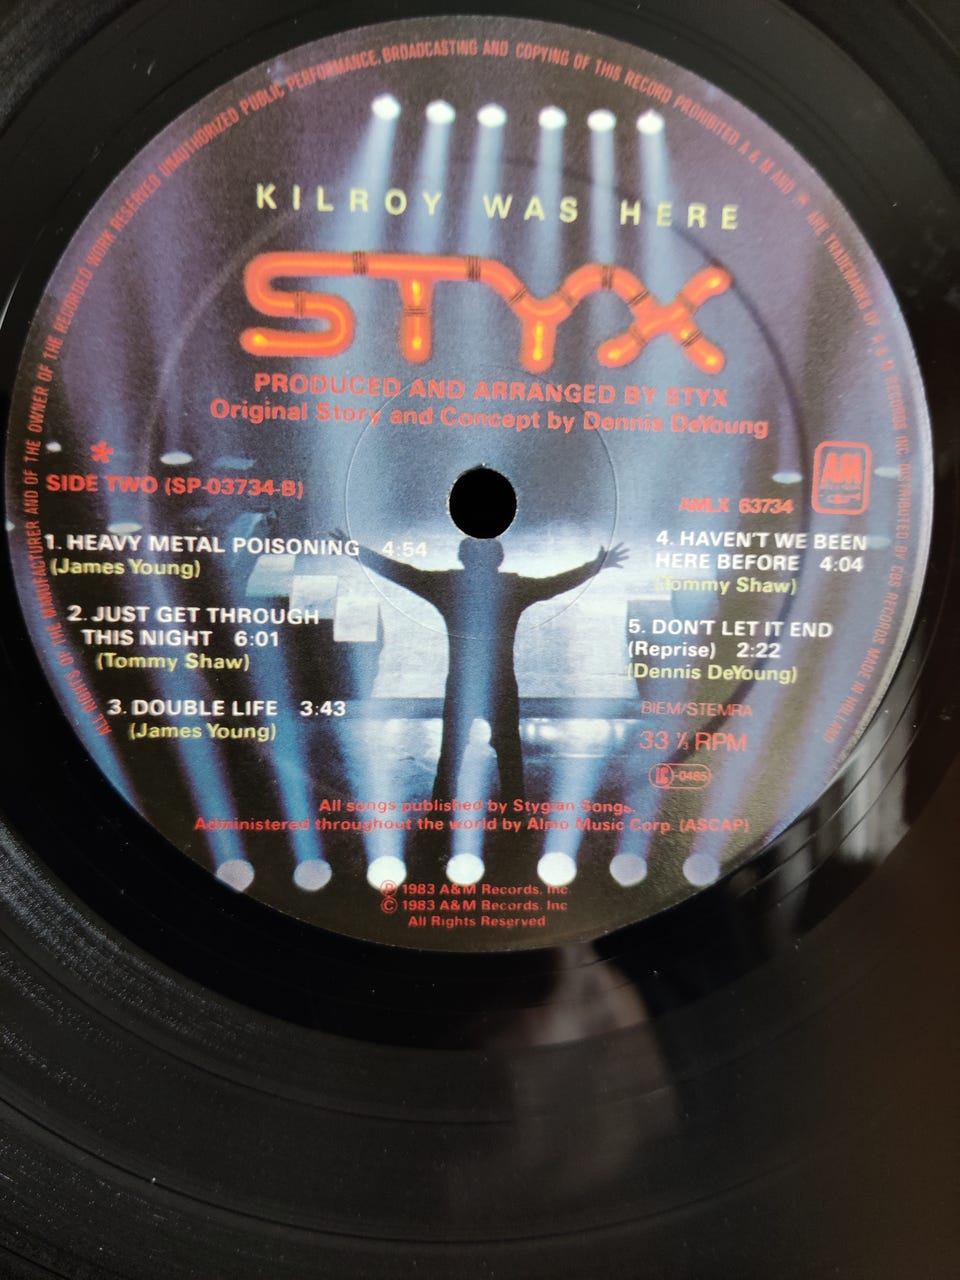 ALL RIGHTS OF THE MANUFACTURER AND OF THE OWNER OF THE RECORDED WORK RESERVED UNAUTHORIZED PUBLIC PERFORMANCE, BROADCASTING AND COPYING OF THIS RECORD PROHIBITED A & M AND ARE TRADEMARKS OF A & M RECORDS INC. DISTRIBUTED BY CBS RECORDS MADE IN HOLLAND
KILROY WAS HERE
STYX
PRODUCED AND ARRANGED BY STYX
Original Story and Concept by Dennis DeYoung
*
SIDE TWO (SP-03734-B)
1. HEAVY METAL POISONING 4:54
(James Young)
2. JUST GET THROUGH
THIS NIGHT 6:01
(Tommy Shaw)
3. DOUBLE LIFE 3:43
(James Young)
AM
AMLX 63734
4. HAVEN'T WE BEEN
HERE BEFORE 4:04
(Tommy Shaw)
5. DON'T LET IT END
(Reprise) 2:22
(Dennis DeYoung)
BIEM/STEMRA
33 ⅓ RPM
LC-0485
All songs published by Stygian Songs.
Administered throughout the world by Almo Music Corp. (ASCAP)
℗ 1983 A&M Records. Inc.
© 1983 A&M Records. Inc
All Rights Reserved